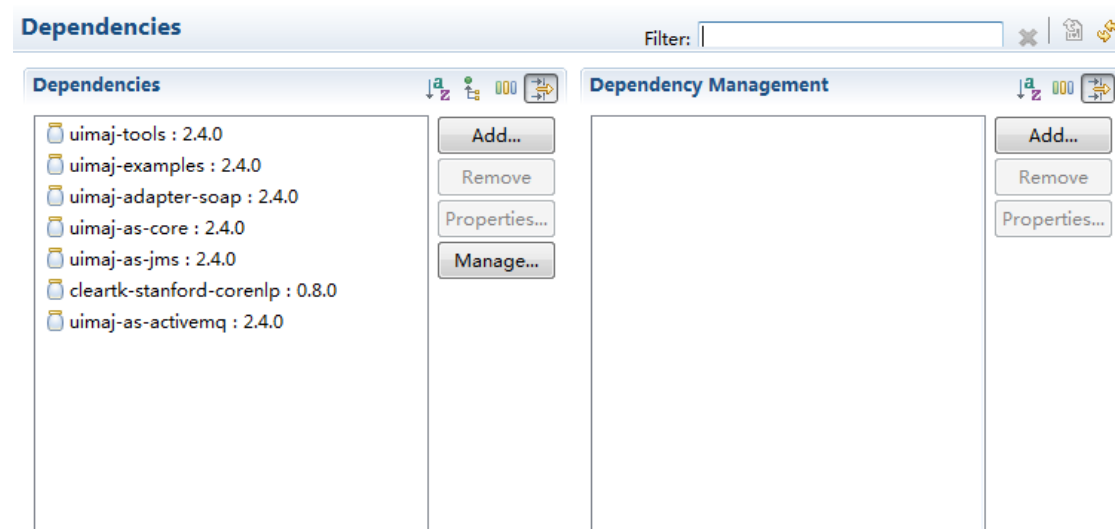 Dependencies
Filter:
Dependencies
uimaj-tools : 2.4.0
uimaj-examples : 2.4.0
uimaj-adapter-soap : 2.4.0
uimaj-as-core : 2.4.0
uimaj-as-jms : 2.4.0
cleartk-stanford-corenlp : 0.8.0
uimaj-as-activemq : 2.4.0
Add...
Remove
Properties...
Manage...
Dependency Management
Add...
Remove
Properties...